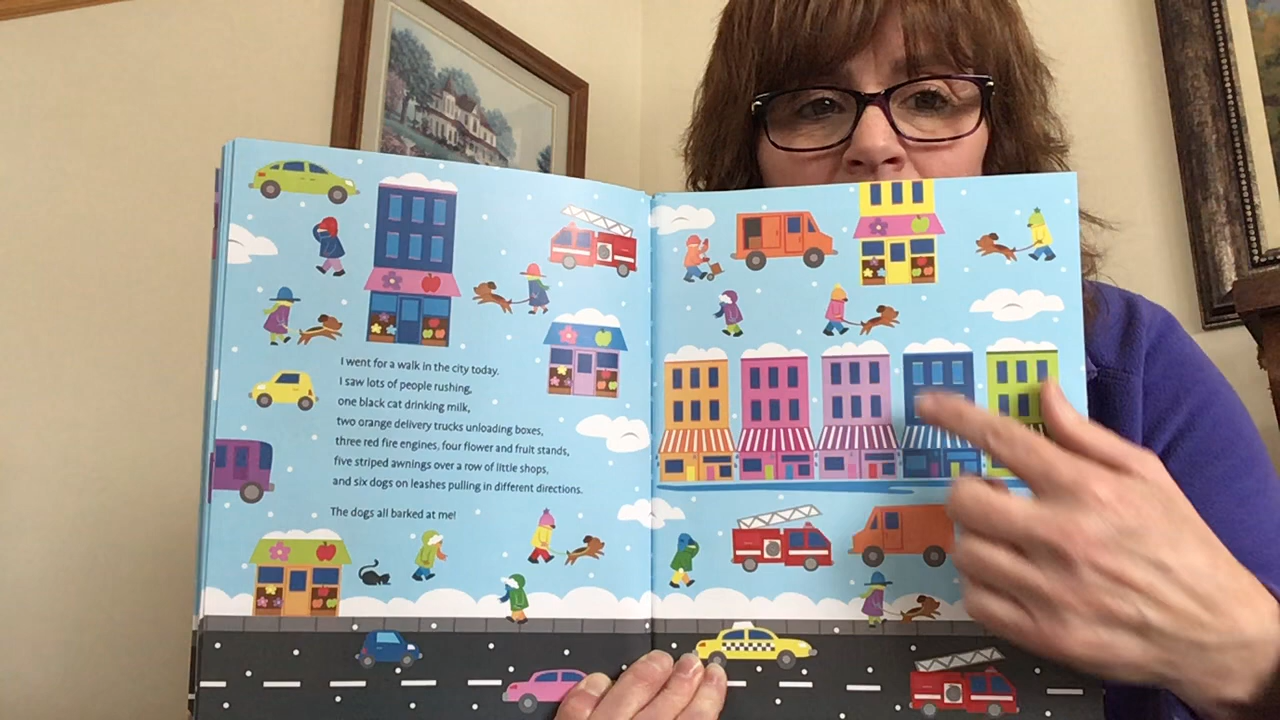 I went for a walk in the city today.
I saw lots of people rushing,
one black cat drinking milk,
two orange delivery trucks unloading boxes,
three red fire engines, four flower and fruit stands,
five striped awnings over a row of little shops,
and six dogs on leashes pulling in different directions.
The dogs all barked at me!